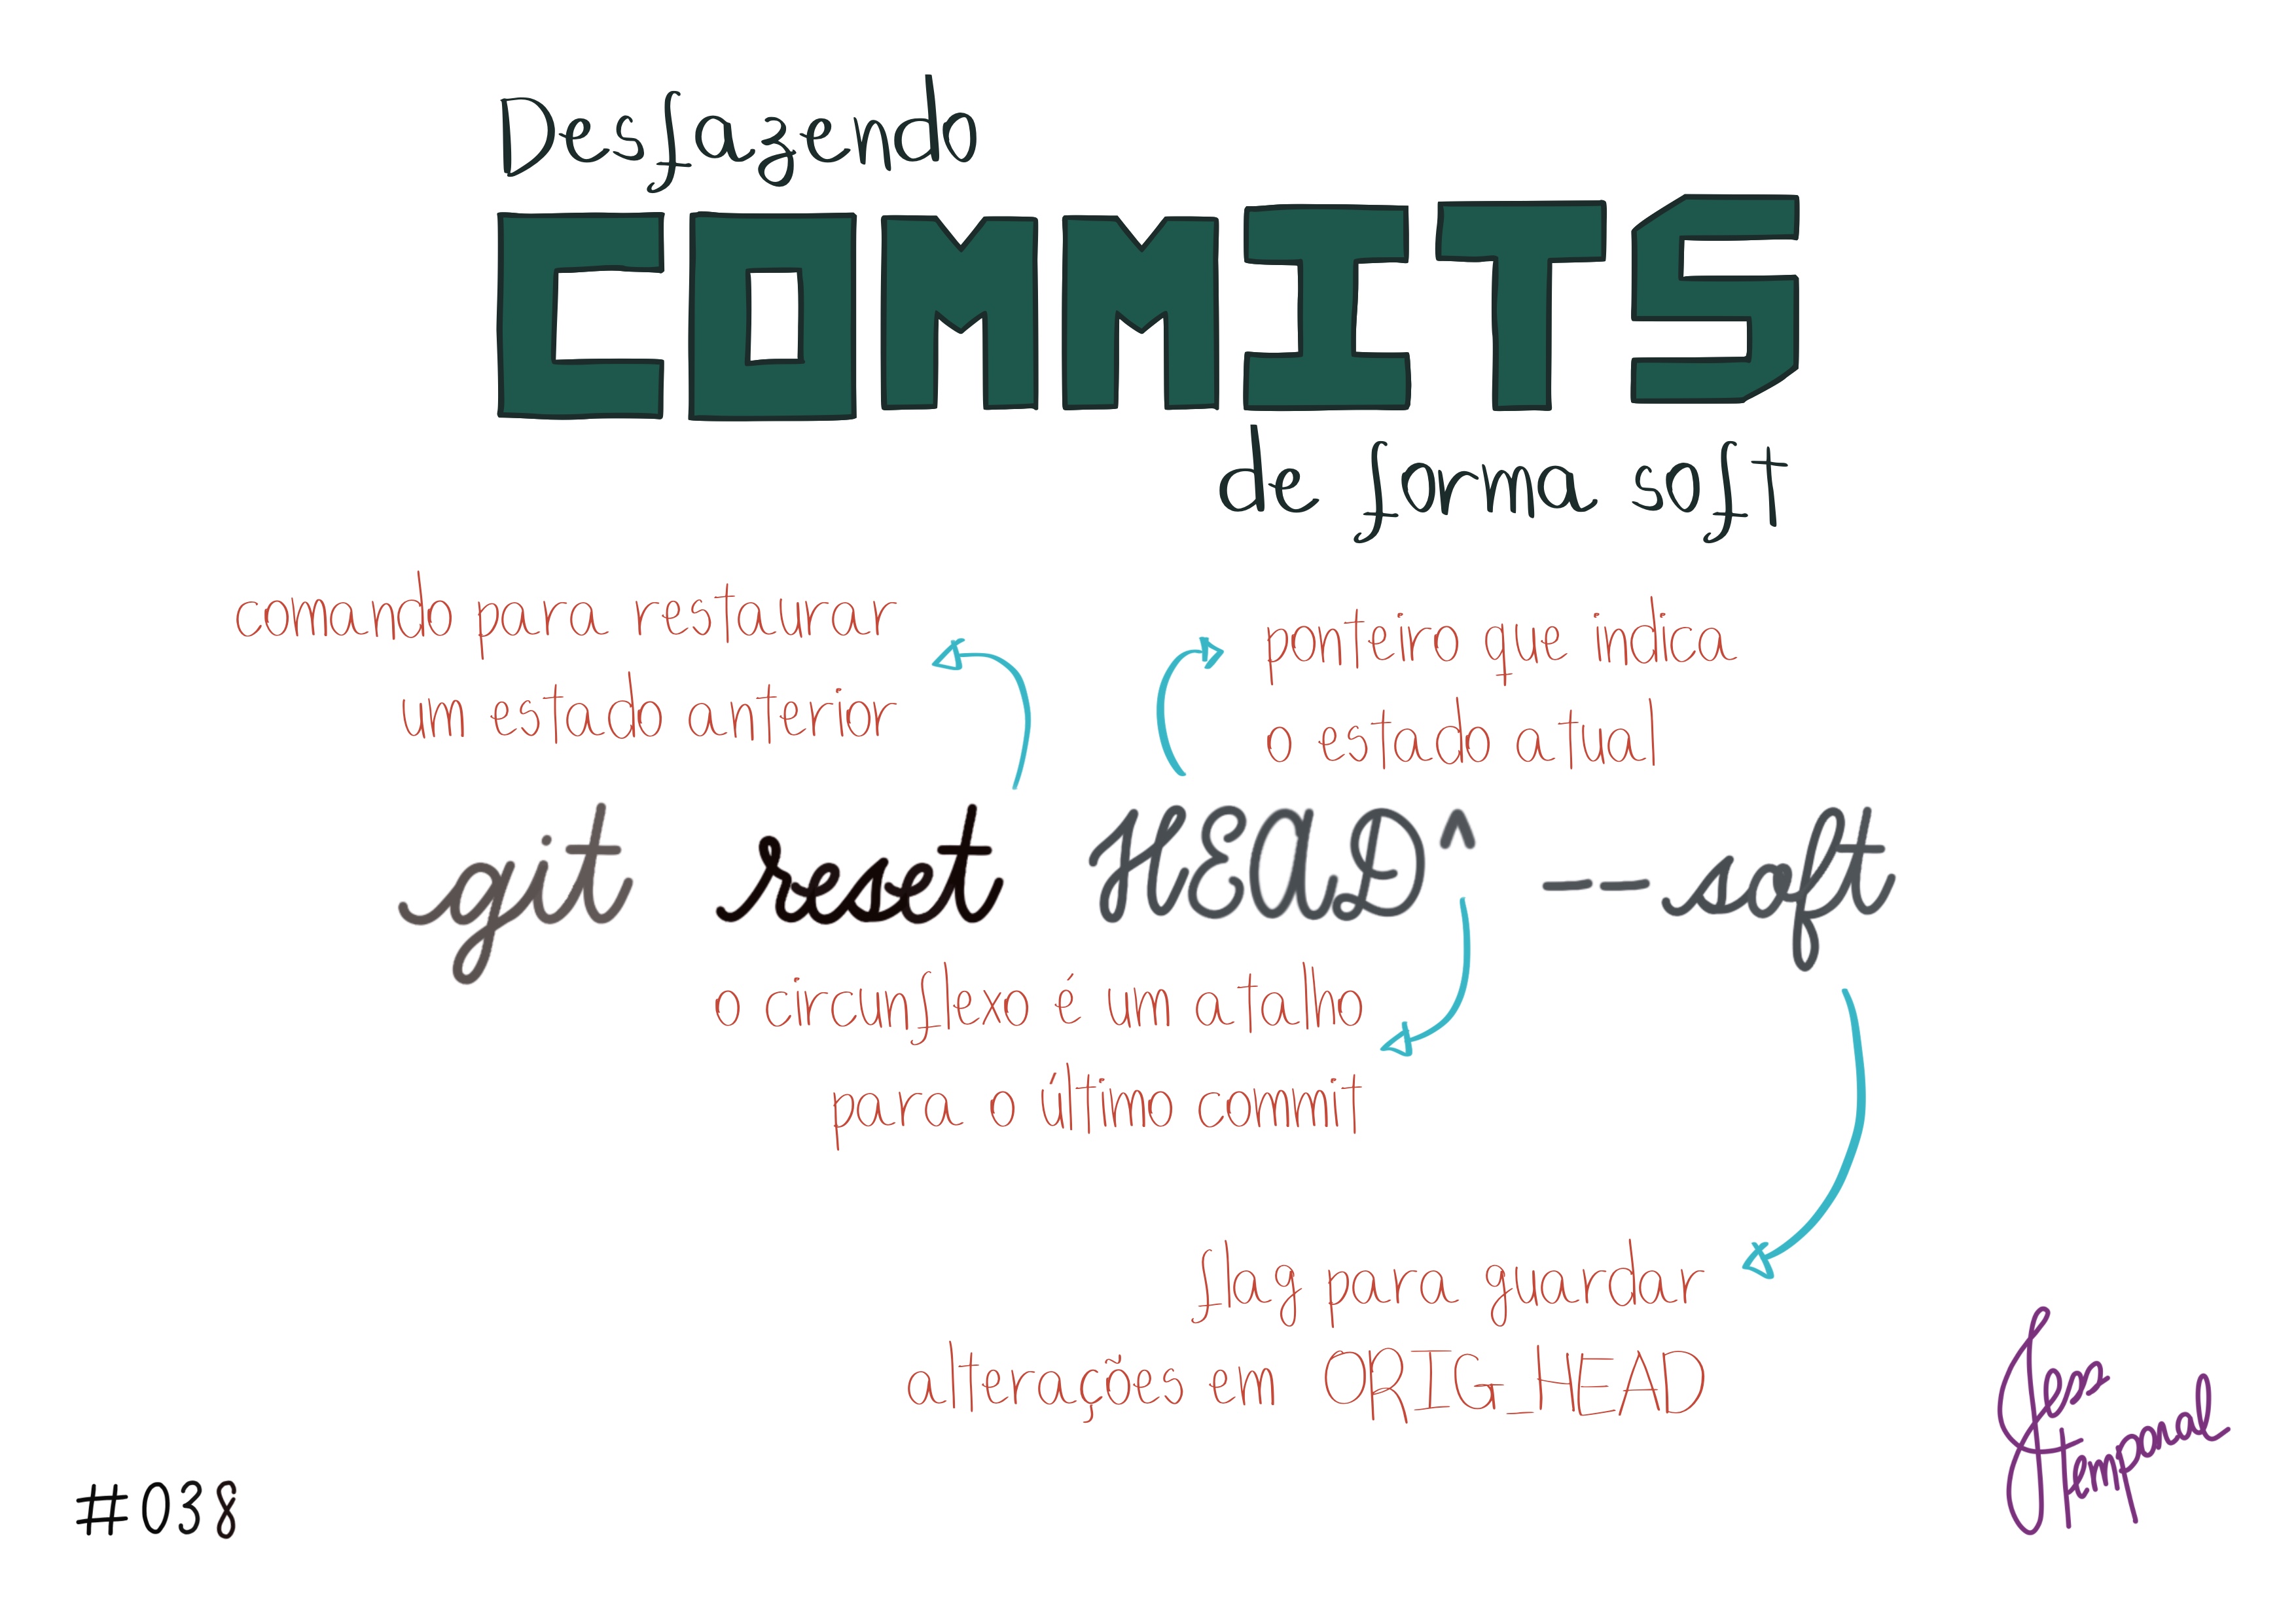 Desfazendo
COMMITS
de forma soft
comando para restaurar
um estado anterior
ponteiro que indica
o estado atual
git reset HEAD^ --soft
o circunflexo é um atalho
para o último commit
flag para guardar
alterações em ORIG_HEAD
#038
Jess
temporal